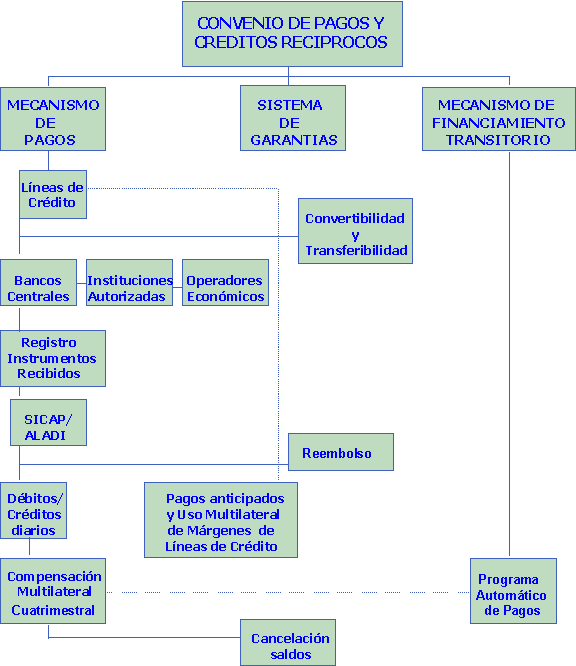 CONVENIO DE PAGOS Y
CREDITOS RECIPROCOS
MECANISMO
DE
PAGOS
SISTEMA
DE
GARANTIAS
MECANISMO DE
FINANCIAMIENTO
TRANSITORIO
Líneas de
Crédito
Convertibilidad
y
Transferibilidad
Bancos
Centrales
Instituciones
Autorizadas
Operadores
Económicos
Registro
Instrumentos
Recibidos
SICAP/
ALADI
Reembolso
Débitos/
Créditos
diarios
Pagos anticipados
y Uso Multilateral
de Márgenes de
Líneas de Crédito
Compensación
Multilateral
Cuatrimestral
Programa
Automático
de Pagos
Cancelación
saldos